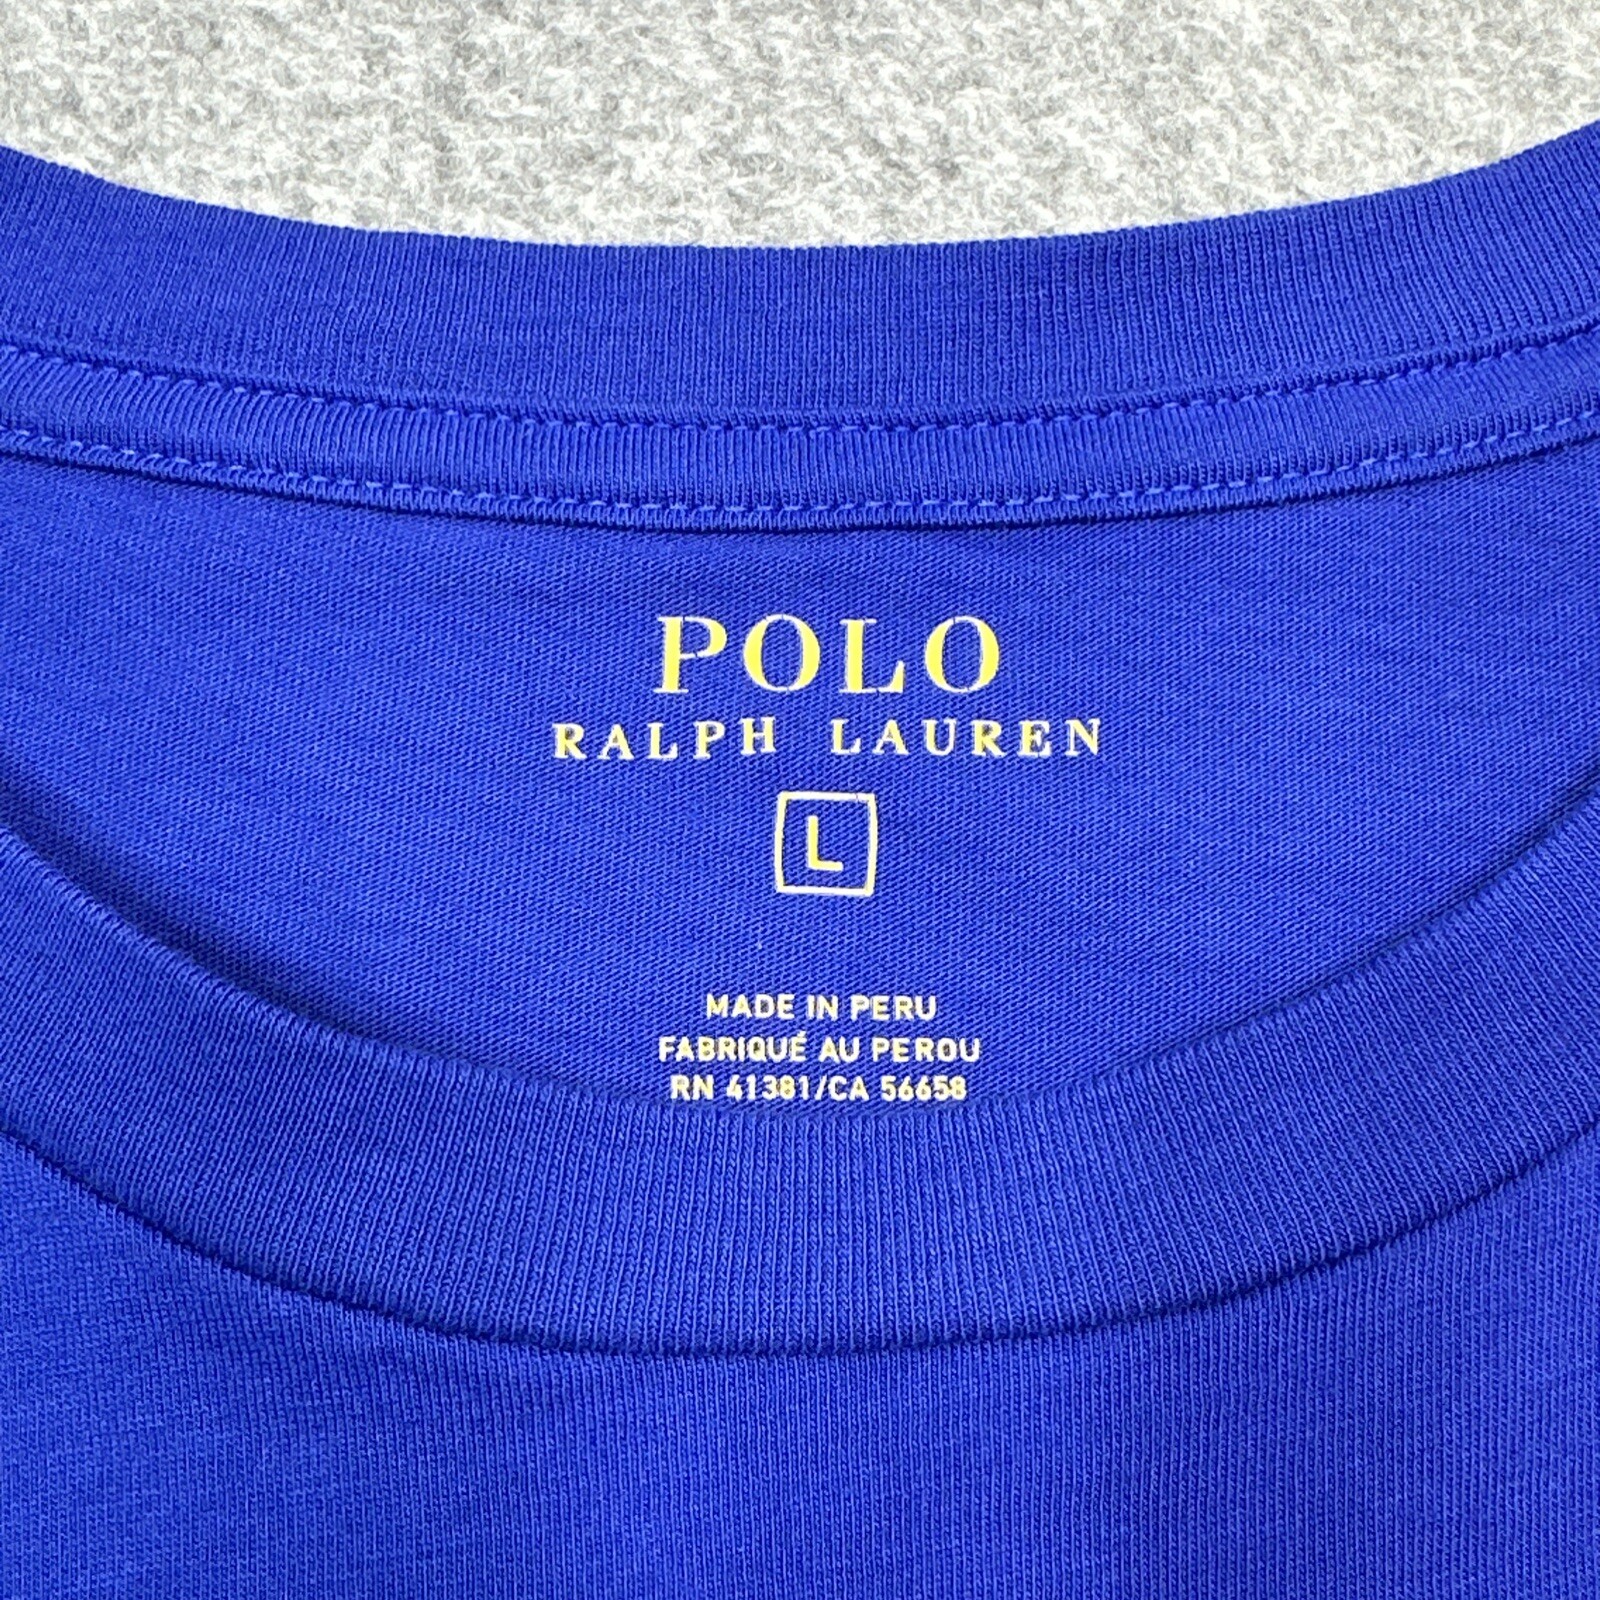 POLO
RALPH LAUREN
L
MADE IN PERU
FABRIQUÉ AU PEROU
RN 41381/CA 56658